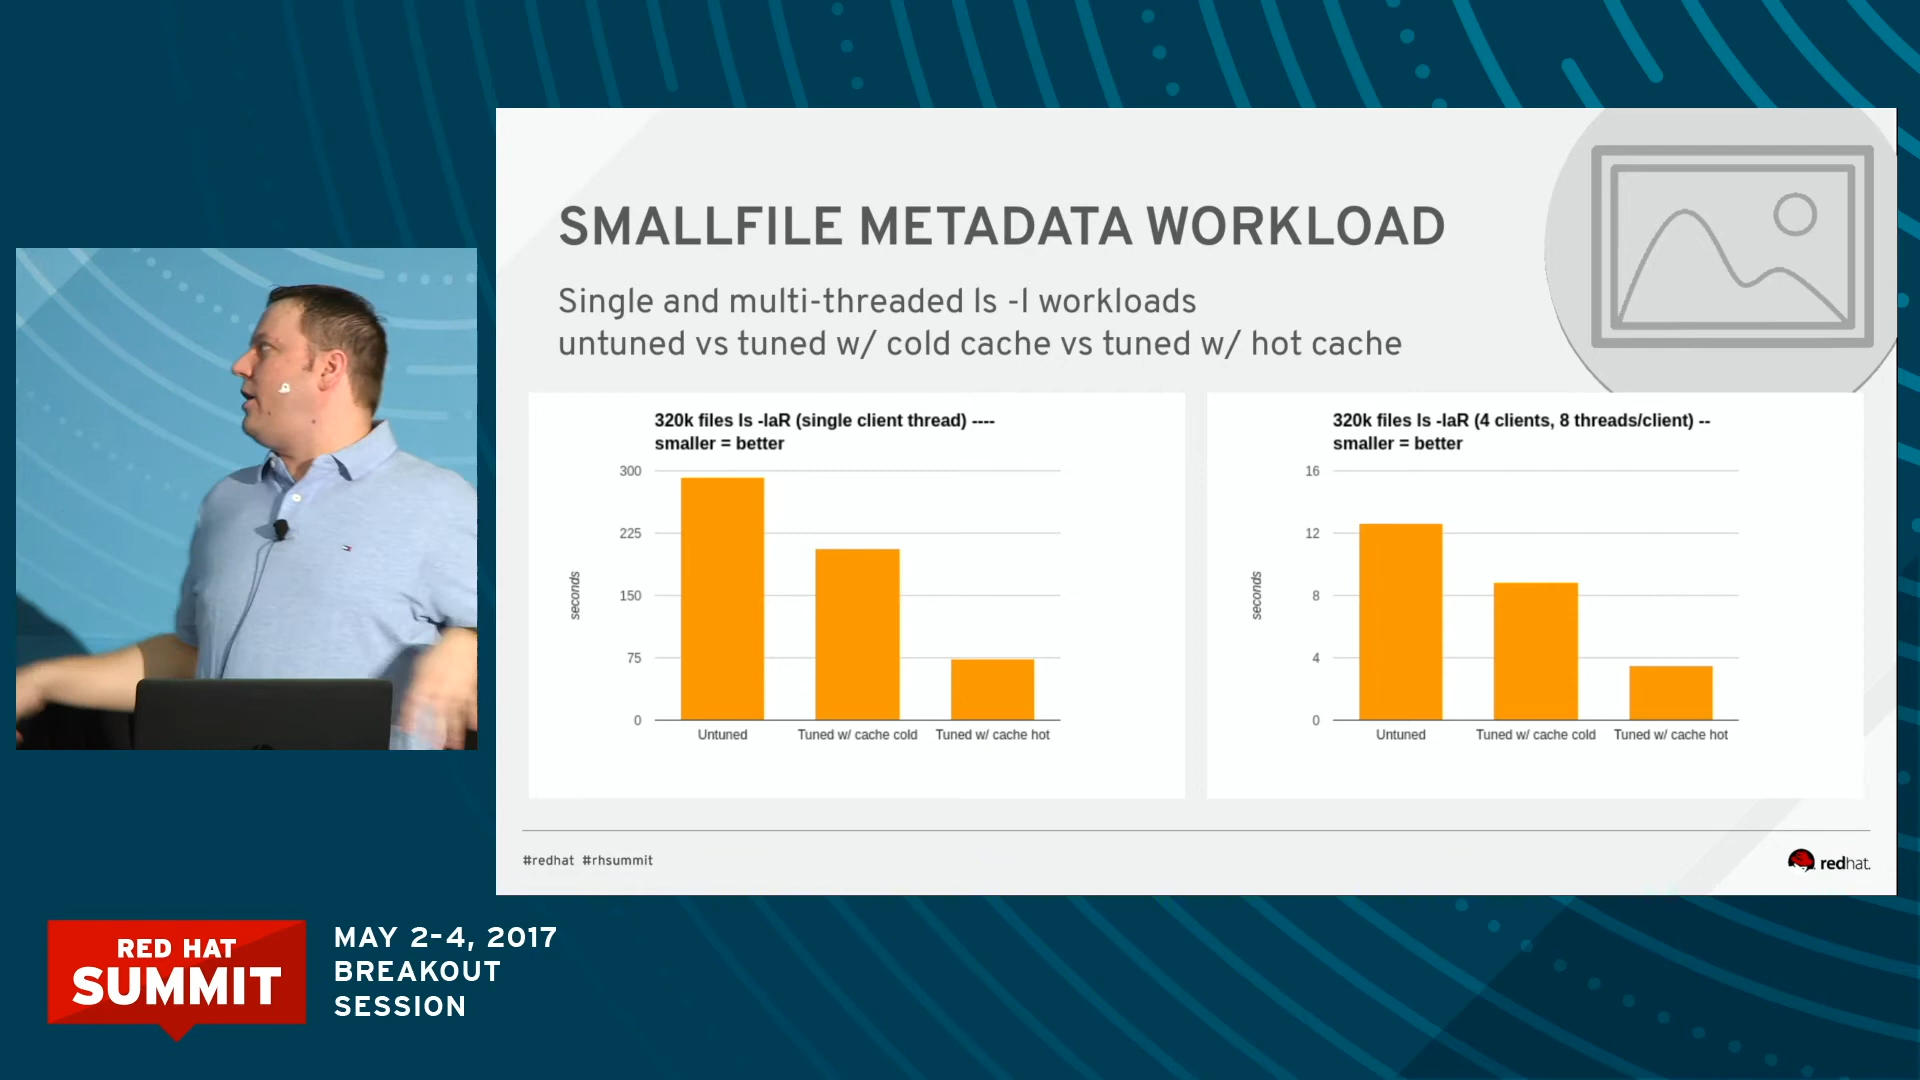 SMALLFILE METADATA WORKLOAD
Single and multi-threaded ls -l workloads
untuned vs tuned w/ cold cache vs tuned w/ hot cache
320k files ls -laR (single client thread) ----
smaller = better
300
225
150
75
0
seconds
Untuned
Tuned w/ cache cold
Tuned w/ cache hot
320k files ls -laR (4 clients, 8 threads/client) --
smaller = better
16
12
8
4
0
seconds
Untuned
Tuned w/ cache cold
Tuned w/ cache hot
#redhat #rhsummit
redhat.
RED HAT
SUMMIT
MAY 2-4, 2017
BREAKOUT
SESSION